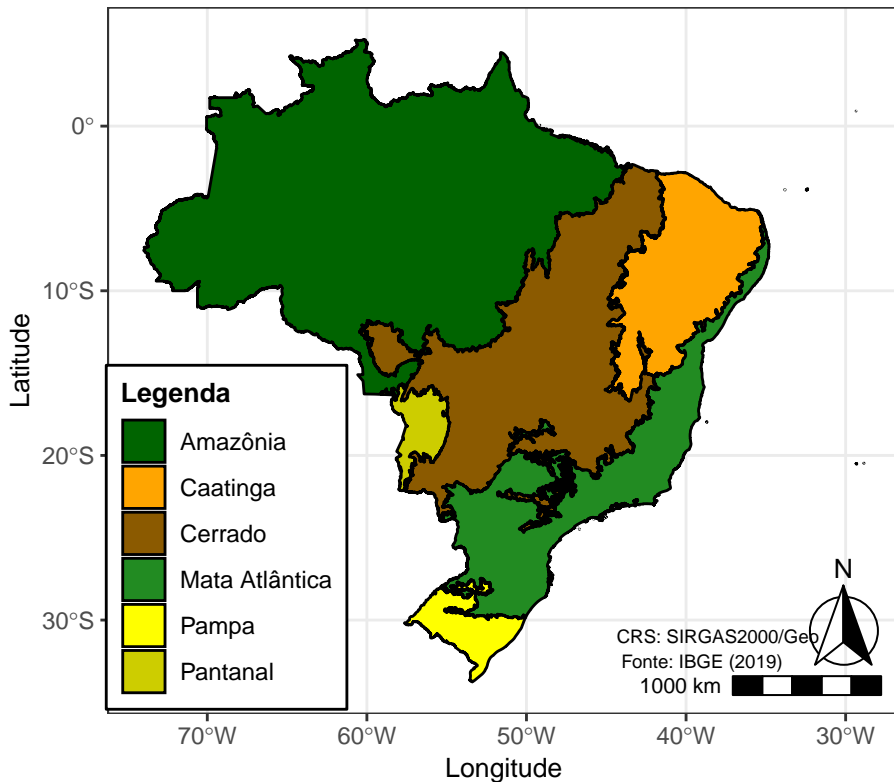 0°
10°S
20°S
30°S
Latitude
Legenda
Amazônia
Caatinga
Cerrado
Mata Atlântica
Pampa
Pantanal
N
CRS: SIRGAS2000/Geo
Fonte: IBGE (2019)
1000 km
70°W 60°W 50°W 40°W 30°W
Longitude